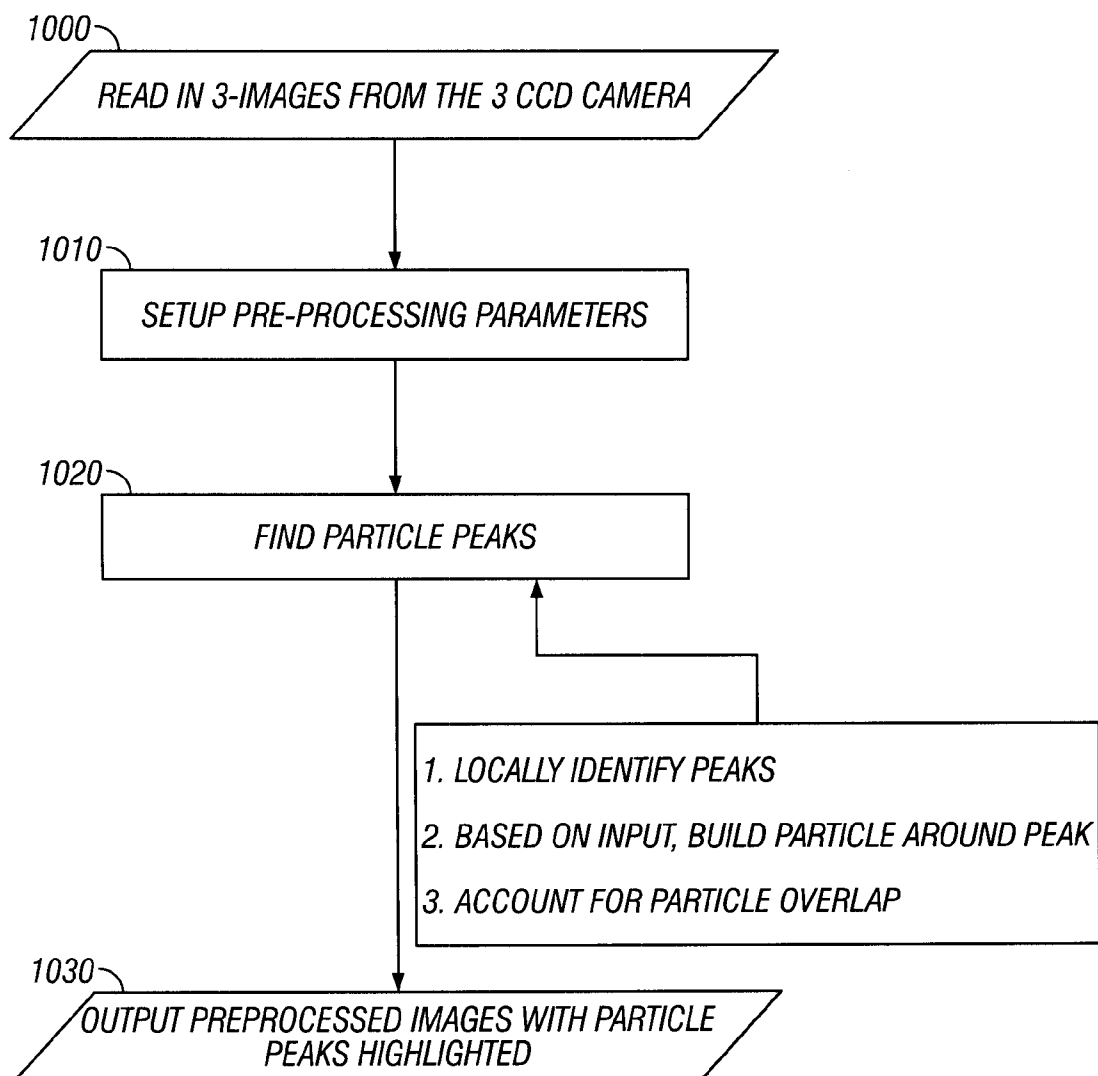 1000
READ IN 3-IMAGES FROM THE 3 CCD CAMERA
1010
SETUP PRE-PROCESSING PARAMETERS
1020
FIND PARTICLE PEAKS
1. LOCALLY IDENTIFY PEAKS
2. BASED ON INPUT, BUILD PARTICLE AROUND PEAK
3. ACCOUNT FOR PARTICLE OVERLAP
1030
OUTPUT PREPROCESSED IMAGES WITH PARTICLE
PEAKS HIGHLIGHTED